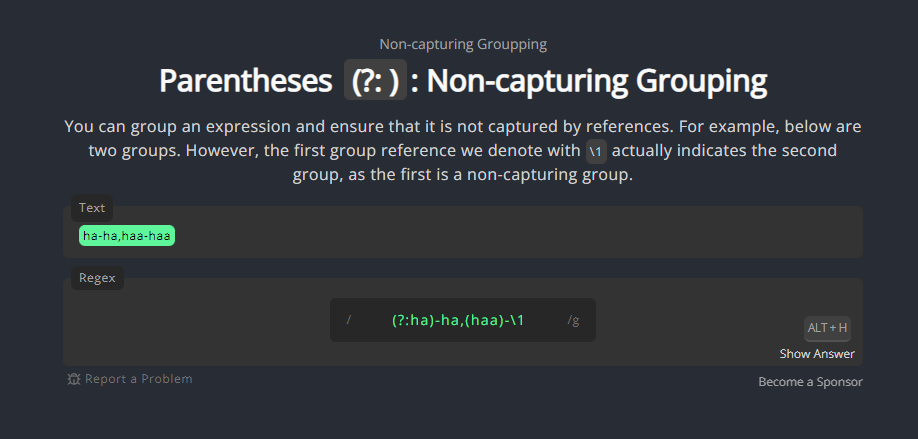 Non-capturing Groupping
Parentheses (?: ) : Non-capturing Grouping
You can group an expression and ensure that it is not captured by references. For example, below are
two groups. However, the first group reference we denote with \1 actually indicates the second
group, as the first is a non-capturing group.
Text
ha-ha,haa-haa
Regex
/ (?:ha)-ha,(haa)-\1 /g
ALT + H
Show Answer
Report a Problem
Become a Sponsor